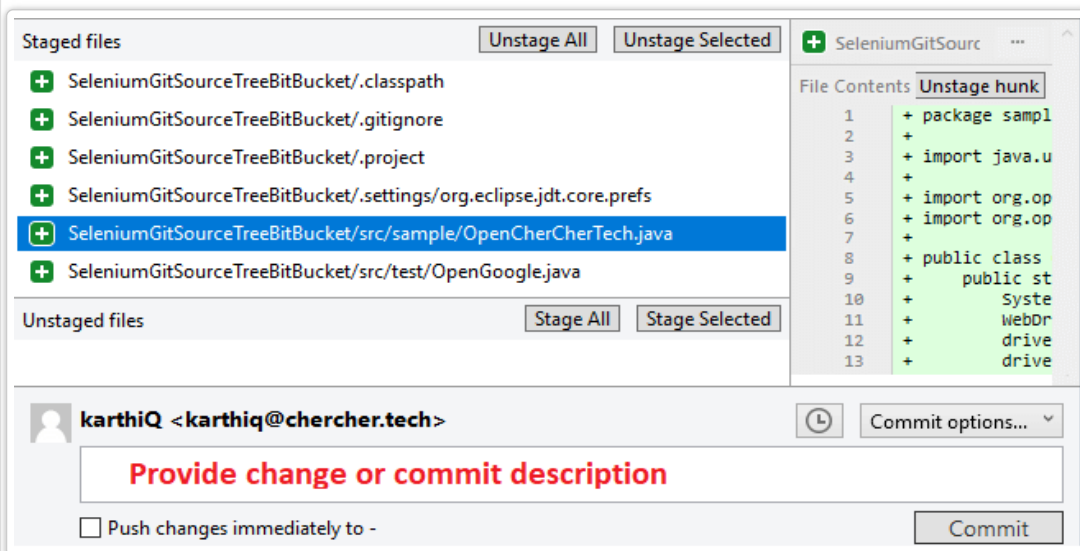 Staged files Unstage All Unstage Selected
SeleniumGitSourceTreeBitBucket/.classpath
SeleniumGitSourceTreeBitBucket/.gitignore
SeleniumGitSourceTreeBitBucket/.project
SeleniumGitSourceTreeBitBucket/.settings/org.eclipse.jdt.core.prefs
SeleniumGitSourceTreeBitBucket/src/sample/OpenCherCherTech.java
SeleniumGitSourceTreeBitBucket/src/test/OpenGoogle.java
Unstaged files Stage All Stage Selected
SeleniumGitSourc ...
File Contents Unstage hunk
1 + package sampl
2 +
3 + import java.u
4 +
5 + import org.op
6 + import org.op
7 +
8 + public class
9 + public st
10 + Syste
11 + WebDr
12 + drive
13 + drive
karthiQ <karthiq@chercher.tech>
Commit options...
Provide change or commit description
Push changes immediately to -
Commit